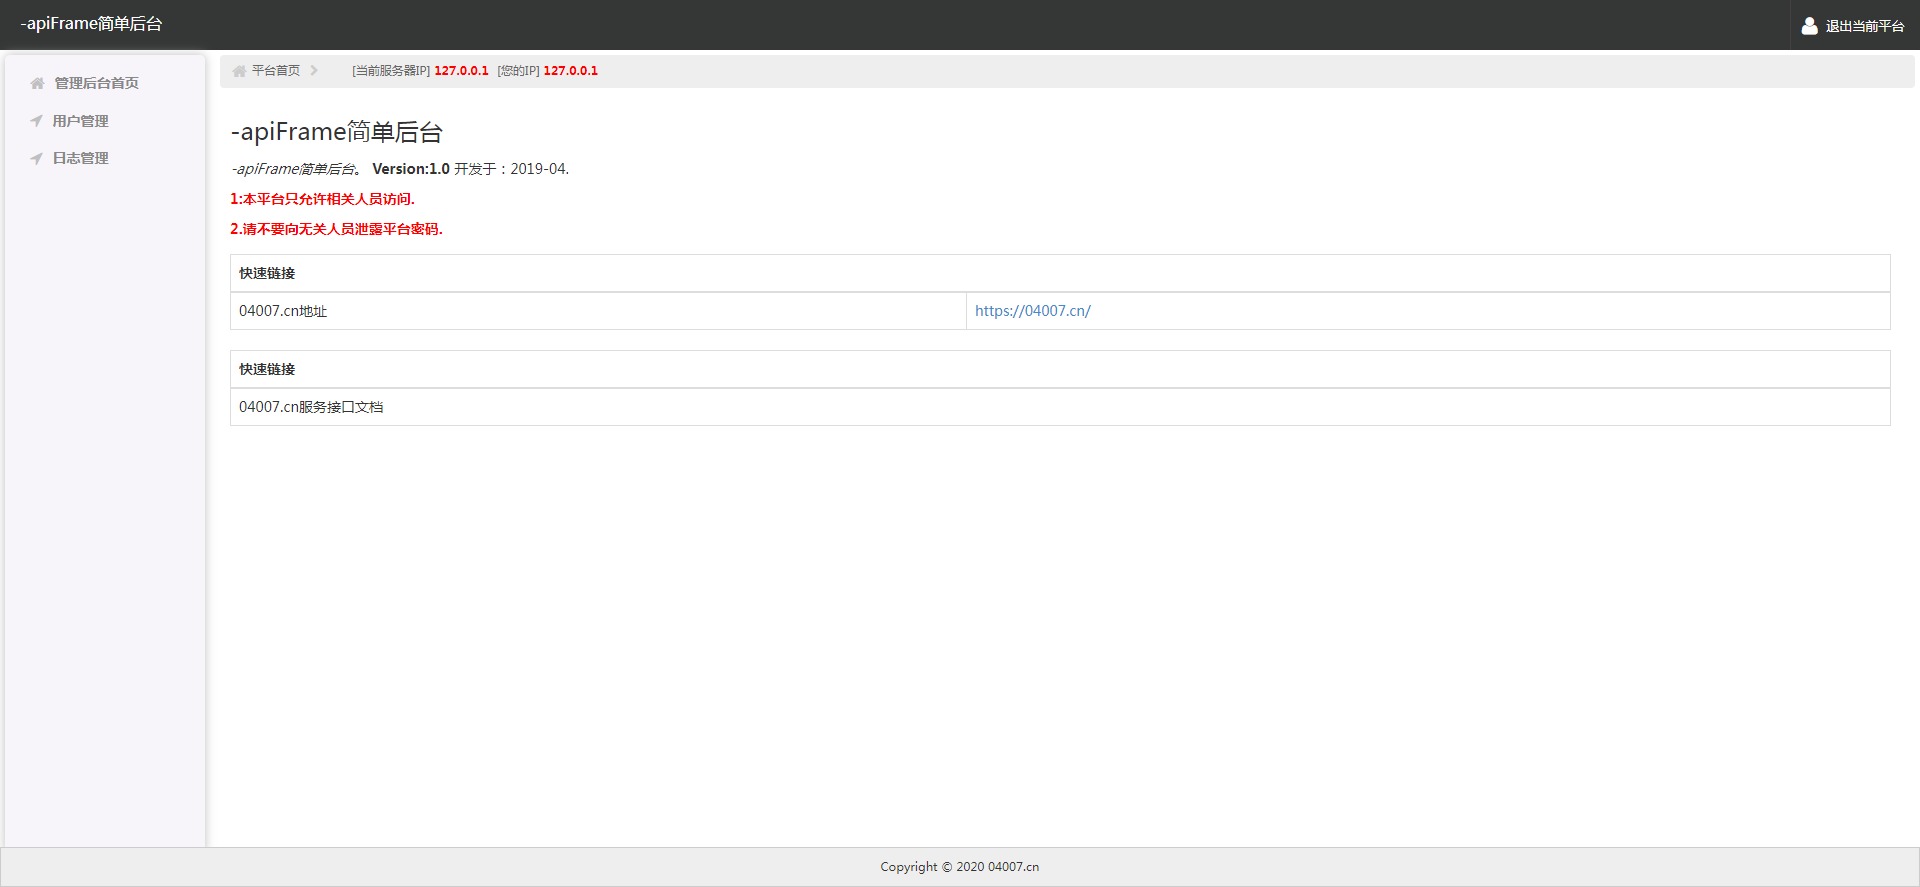 -apiFrame简单后台
退出当前平台
管理后台首页
用户管理
日志管理
平台首页 [当前服务器IP] 127.0.0.1 [您的IP] 127.0.0.1
-apiFrame简单后台
-apiFrame简单后台。 Version:1.0 开发于：2019-04.
1:本平台只允许相关人员访问.
2.请不要向无关人员泄露平台密码.
快速链接
04007.cn地址 https://04007.cn/
快速链接
04007.cn服务接口文档
Copyright © 2020 04007.cn